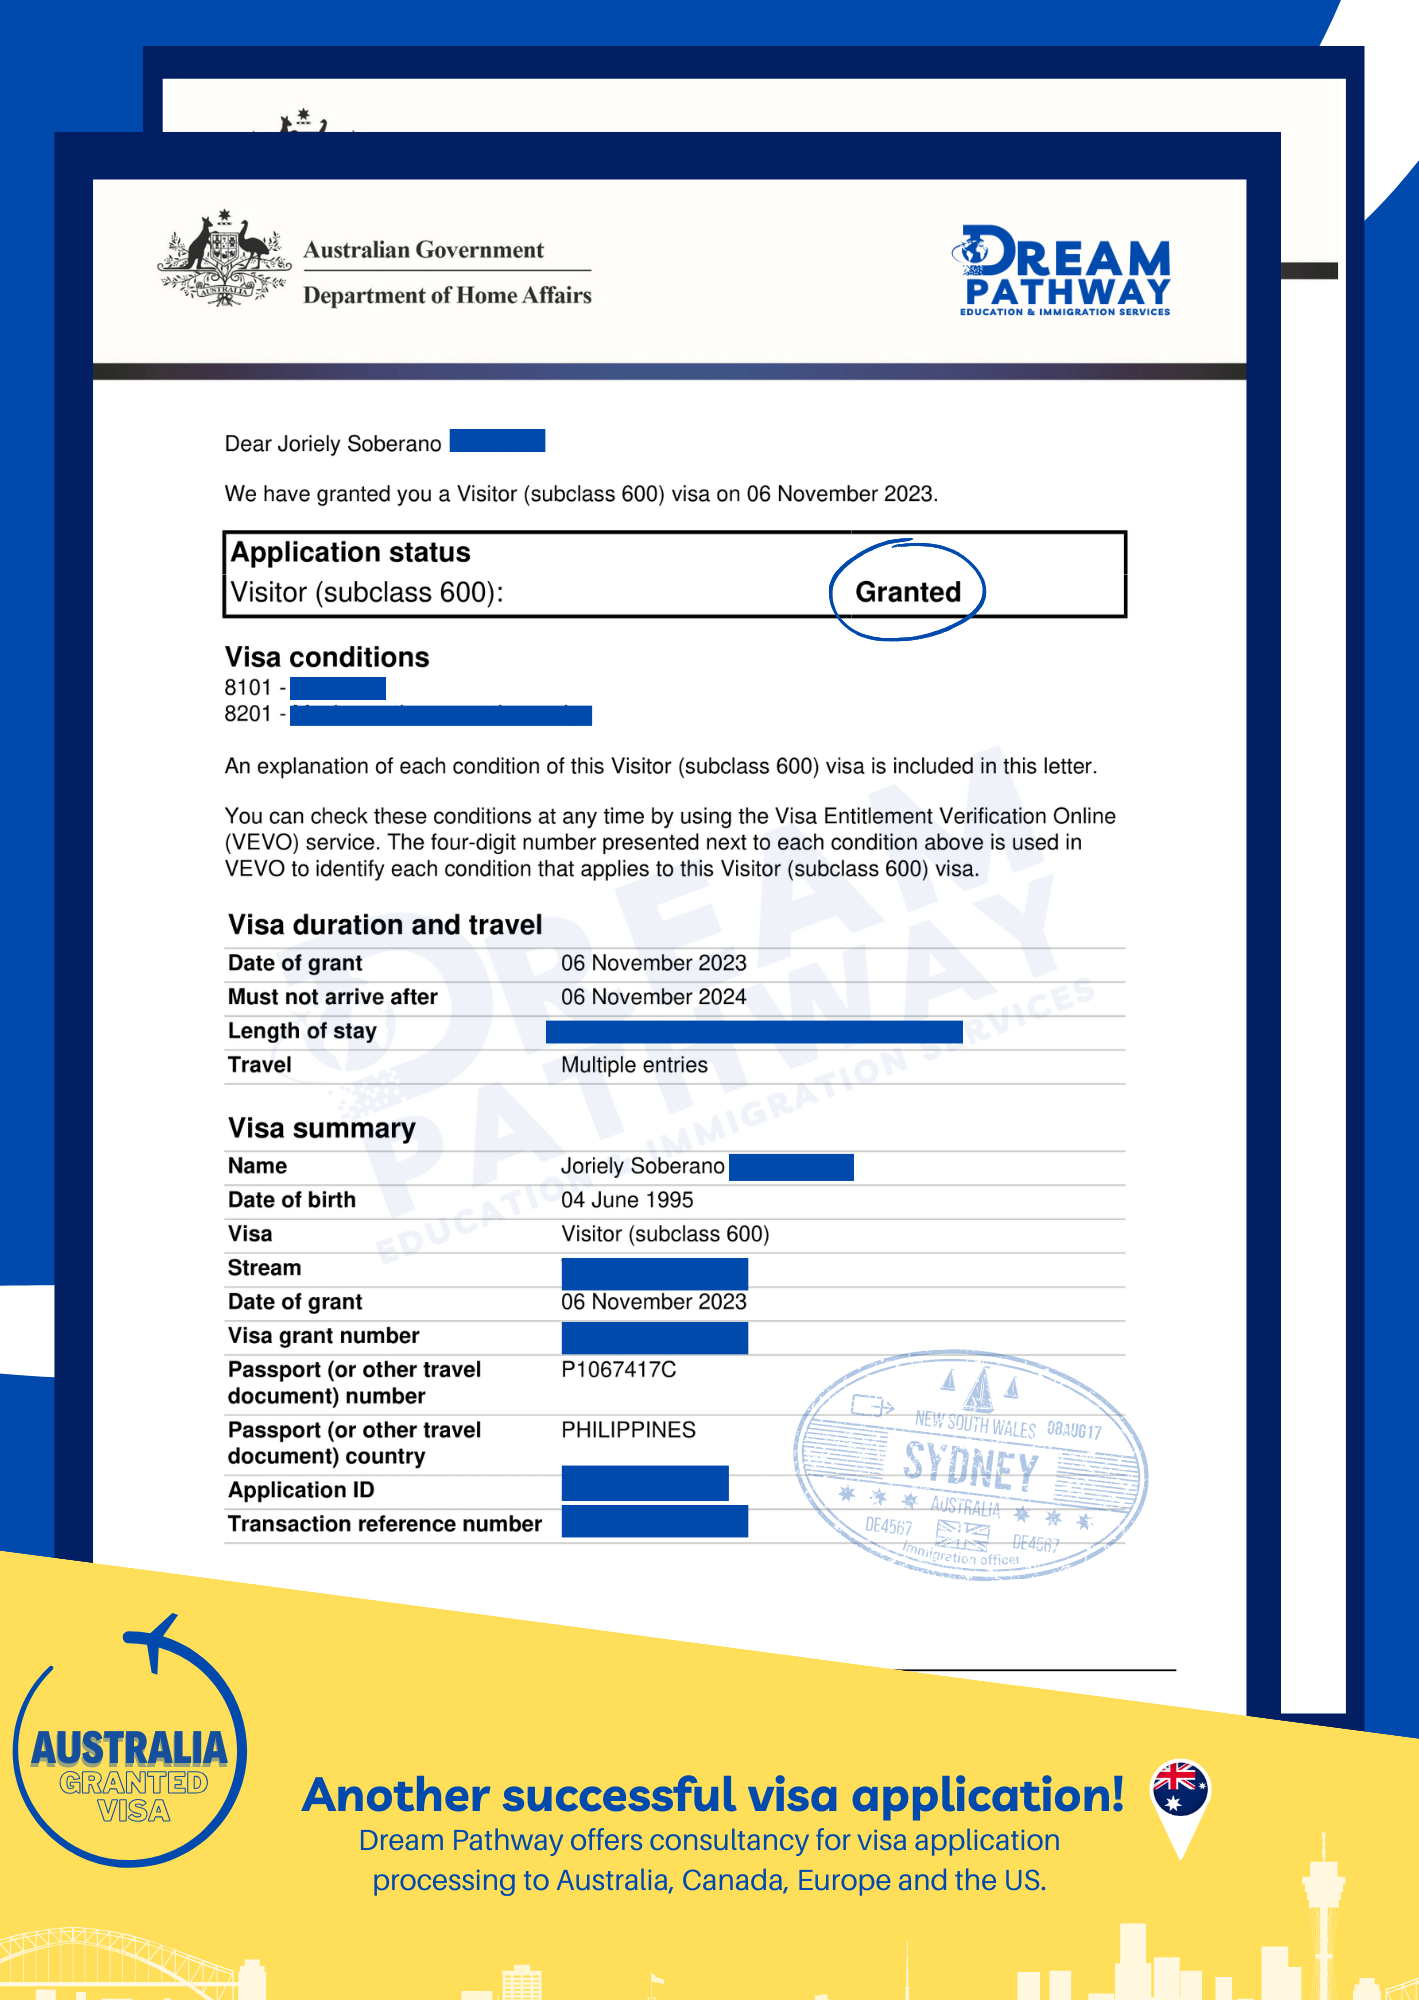 Australian Government
Department of Home Affairs
DREAM
PATHWAY
EDUCATION & IMMIGRATION SERVICES
Dear Joriely Soberano
We have granted you a Visitor (subclass 600) visa on 06 November 2023.
Application status
Visitor (subclass 600): Granted
Visa conditions
8101 -
8201 -
An explanation of each condition of this Visitor (subclass 600) visa is included in this letter.
You can check these conditions at any time by using the Visa Entitlement Verification Online
(VEVO) service. The four-digit number presented next to each condition above is used in
VEVO to identify each condition that applies to this Visitor (subclass 600) visa.
Visa duration and travel
Date of grant 06 November 2023
Must not arrive after 06 November 2024
Length of stay
Travel Multiple entries
DREAM
PATHWAY
EDUCATION & IMMIGRATION SERVICES
Visa summary
Name Joriely Soberano
Date of birth 04 June 1995
Visa Visitor (subclass 600)
Stream
Date of grant 06 November 2023
Visa grant number
Passport (or other travel
document) number P1067417C
Passport (or other travel
document) country PHILIPPINES
Application ID
Transaction reference number
NEW SOUTH WALES 08AUG17
SYDNEY
AUSTRALIA
DE4567 DE4567
Immigration officer
AUSTRALIA
GRANTED
VISA
Another successful visa application!
Dream Pathway offers consultancy for visa application
processing to Australia, Canada, Europe and the US.